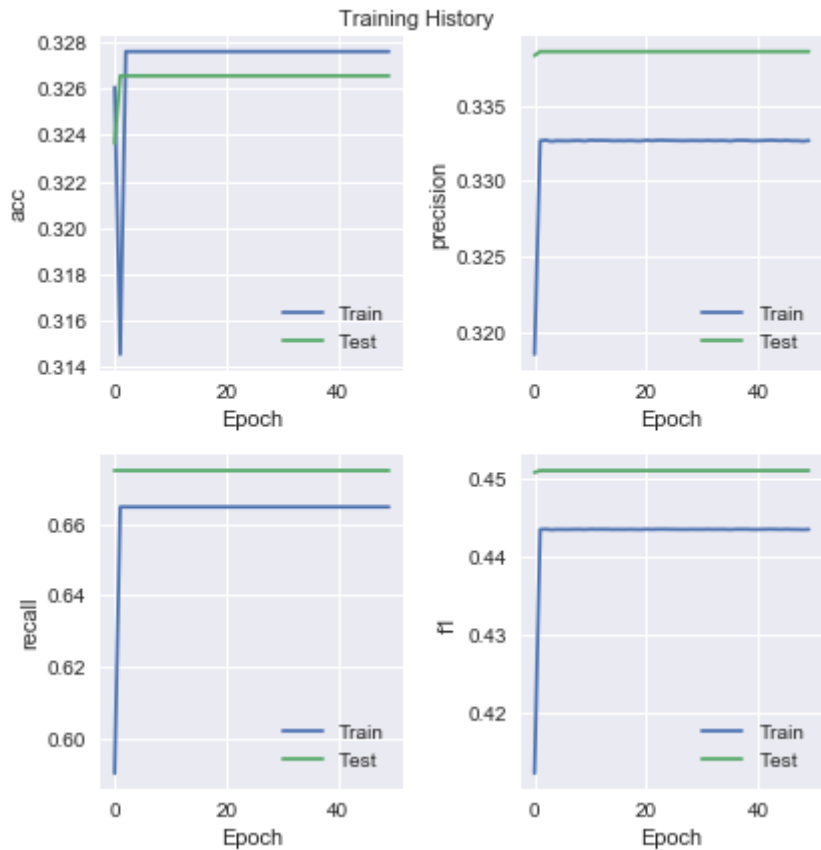 Training History
0.328
0.326
0.324
0.322
0.320
0.318
0.316
0.314
acc
Train
Test
0 20 40
Epoch
0.335
0.330
0.325
0.320
precision
Train
Test
0 20 40
Epoch
0.66
0.64
0.62
0.60
recall
Train
Test
0 20 40
Epoch
0.45
0.44
0.43
0.42
f1
Train
Test
0 20 40
Epoch